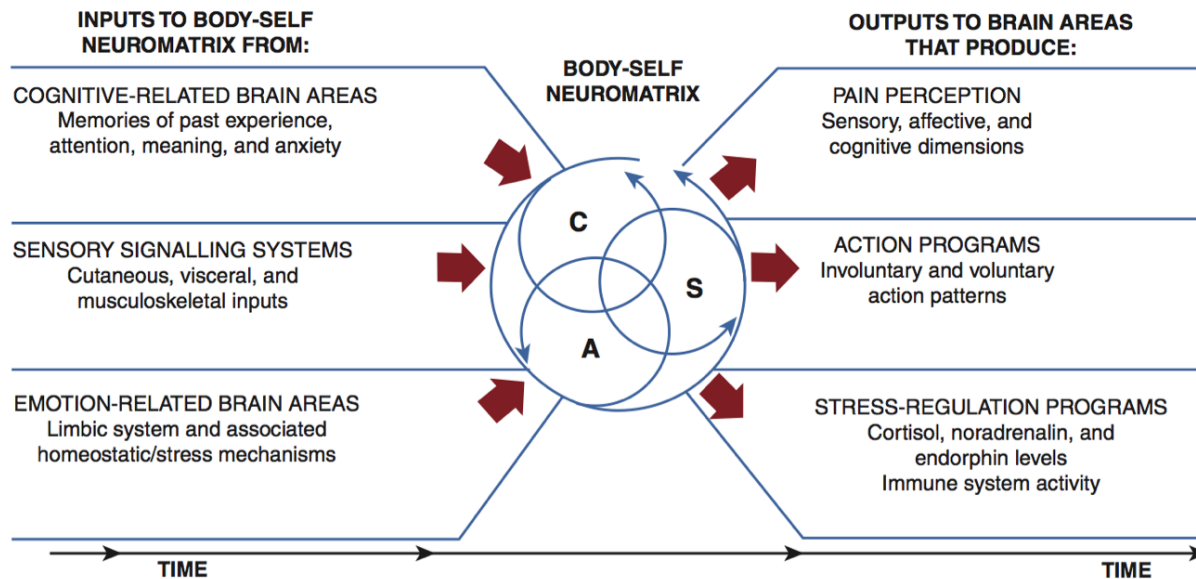 INPUTS TO BODY-SELF
NEUROMATRIX FROM:
COGNITIVE-RELATED BRAIN AREAS
Memories of past experience,
attention, meaning, and anxiety
SENSORY SIGNALLING SYSTEMS
Cutaneous, visceral, and
musculoskeletal inputs
EMOTION-RELATED BRAIN AREAS
Limbic system and associated
homeostatic/stress mechanisms
BODY-SELF
NEUROMATRIX
C
S
A
OUTPUTS TO BRAIN AREAS
THAT PRODUCE:
PAIN PERCEPTION
Sensory, affective, and
cognitive dimensions
ACTION PROGRAMS
Involuntary and voluntary
action patterns
STRESS-REGULATION PROGRAMS
Cortisol, noradrenalin, and
endorphin levels
Immune system activity
TIME
TIME